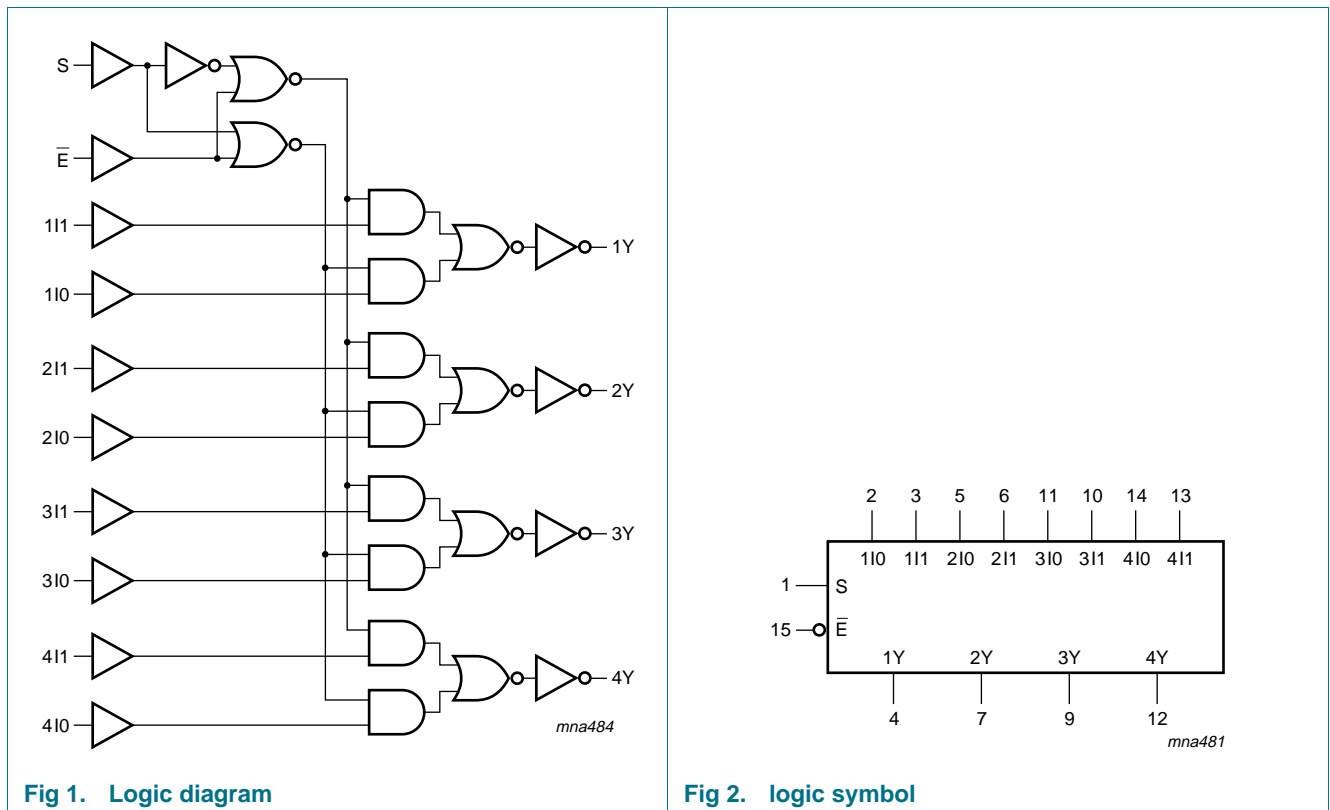 S
E̅
1I1
1I0
2I1
2I0
3I1
3I0
4I1
4I0
1Y
2Y
3Y
4Y
mna484
Fig 1. Logic diagram
2 3 5 6 11 10 14 13
1I0 1I1 2I0 2I1 3I0 3I1 4I0 4I1
1 S
15 E̅
1Y 2Y 3Y 4Y
4 7 9 12
mna481
Fig 2. logic symbol